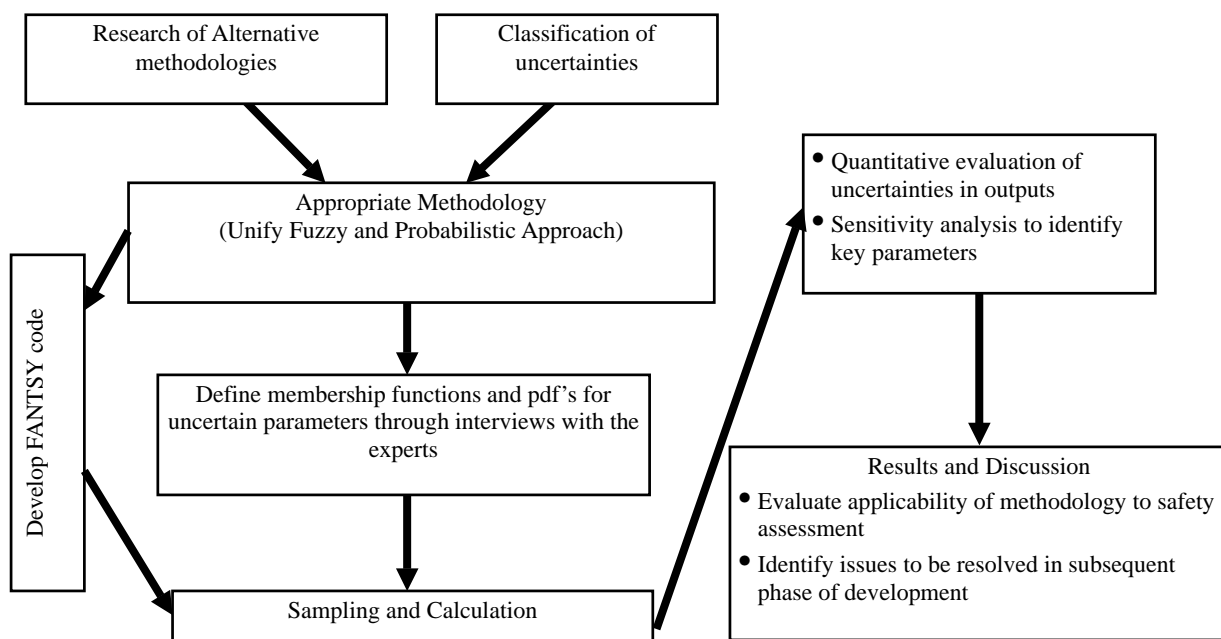 Research of Alternative
methodologies
Classification of
uncertainties
Appropriate Methodology
(Unify Fuzzy and Probabilistic Approach)
Develop FANTSY code
Define membership functions and pdf's for
uncertain parameters through interviews with the
experts
Sampling and Calculation
• Quantitative evaluation of
uncertainties in outputs
• Sensitivity analysis to identify
key parameters
Results and Discussion
• Evaluate applicability of methodology to safety
assessment
• Identify issues to be resolved in subsequent
phase of development